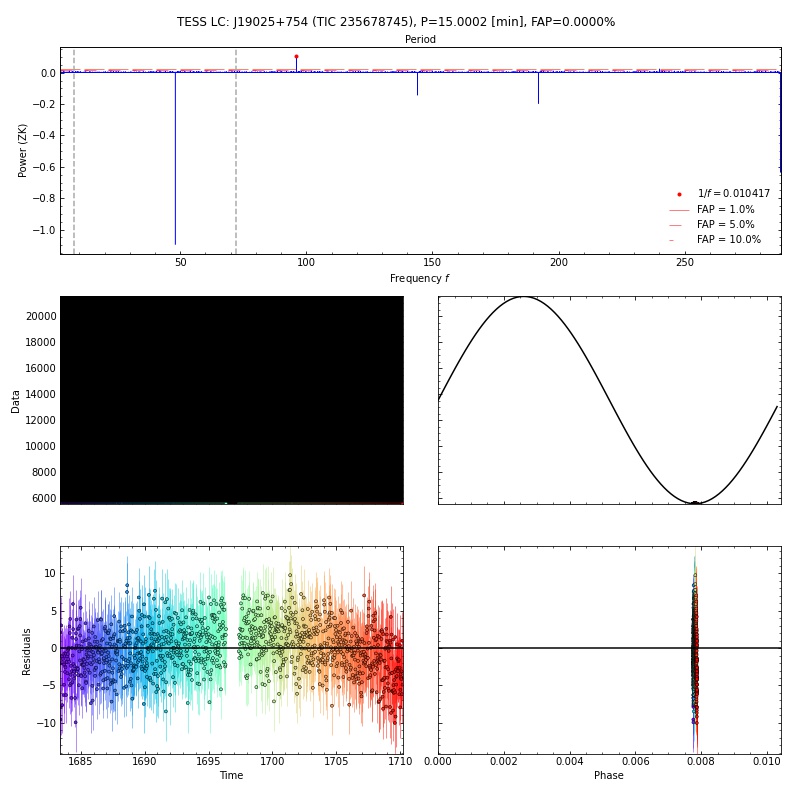 TESS LC: J19025+754 (TIC 235678745), P=15.0002 [min], FAP=0.0000%
Period
Power (ZK)
0.0
−0.2
−0.4
−0.6
−0.8
−1.0
1/f = 0.010417
FAP = 1.0%
FAP = 5.0%
FAP = 10.0%
50 100 150 200 250
Frequency f
Data
20000
18000
16000
14000
12000
10000
8000
6000
Residuals
10
5
0
−5
−10
1685 1690 1695 1700 1705 1710
Time
0.000 0.002 0.004 0.006 0.008 0.010
Phase